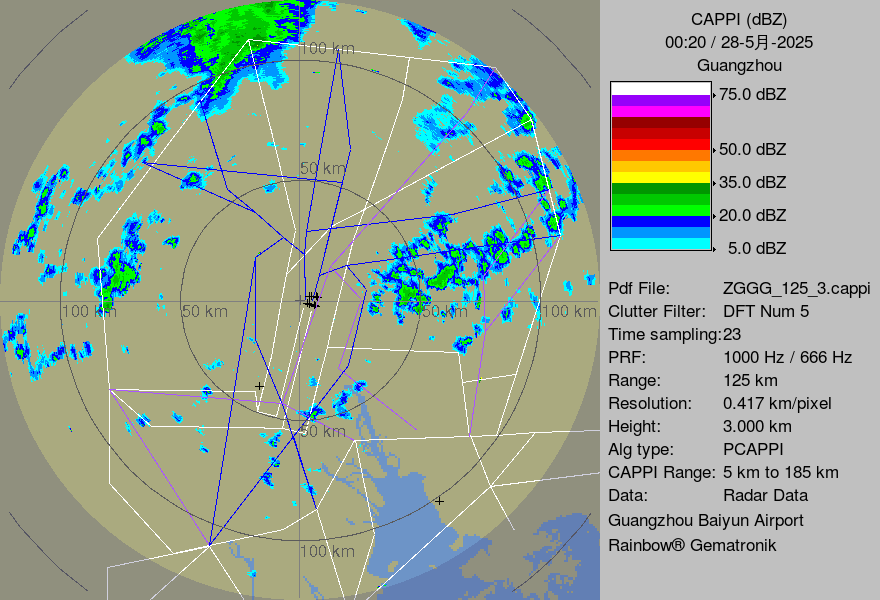 CAPPI (dBZ)
00:20 / 28-5月-2025
Guangzhou
75.0 dBZ
50.0 dBZ
35.0 dBZ
20.0 dBZ
5.0 dBZ
Pdf File: ZGGG_125_3.cappi
Clutter Filter: DFT Num 5
Time sampling:23
PRF: 1000 Hz / 666 Hz
Range: 125 km
Resolution: 0.417 km/pixel
Height: 3.000 km
Alg type: PCAPPI
CAPPI Range: 5 km to 185 km
Data: Radar Data
Guangzhou Baiyun Airport
Rainbow® Gematronik
100 km
50 km
100 km
50 km
50 km
100 km
50 km
100 km